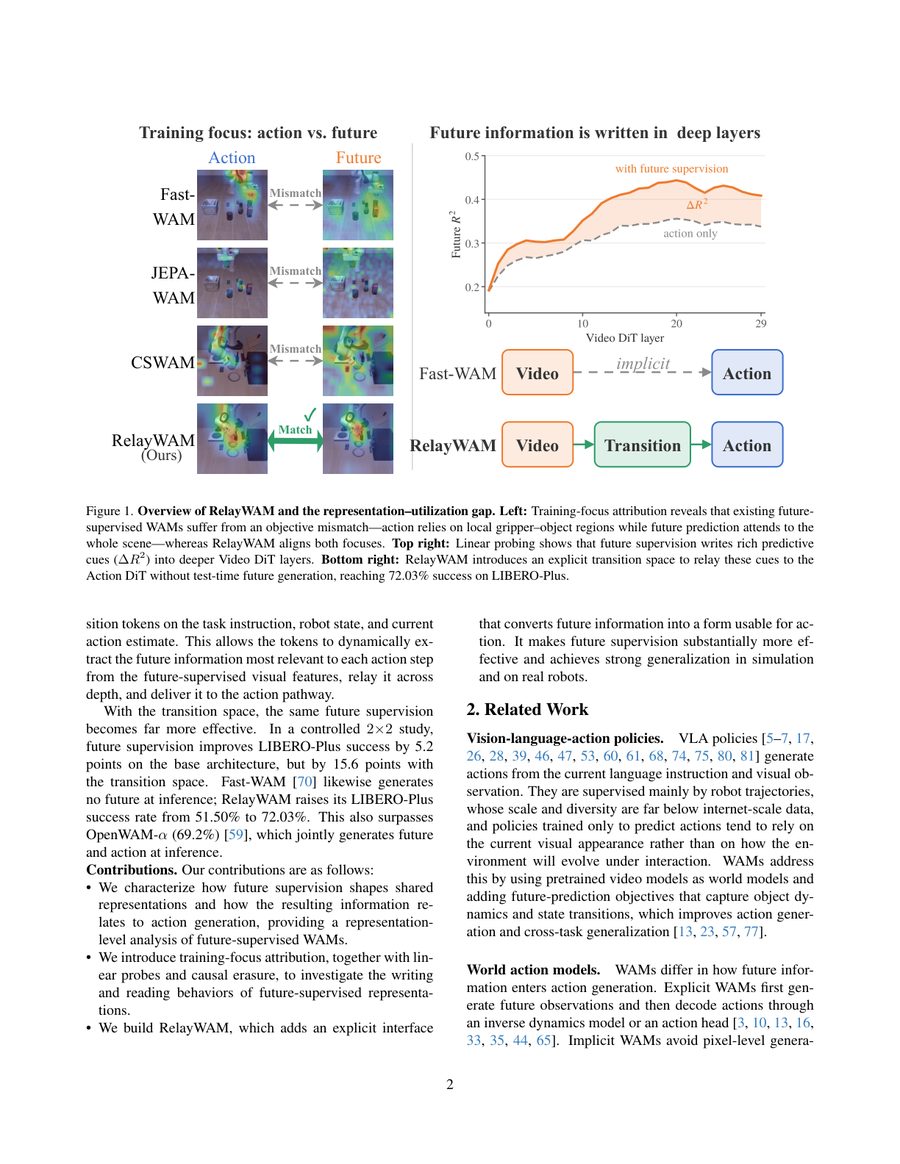 Training focus: action vs. future
Action
Future
Fast-
WAM
Mismatch
JEPA-
WAM
Mismatch
CSWAM
Mismatch
RelayWAM
(Ours)
✓
Match
Future information is written in deep layers
0.5
0.4
0.3
0.2
Future R²
with future supervision
ΔR²
action only
0
10
20
29
Video DiT layer
Fast-WAM
Video
implicit
Action
RelayWAM
Video
Transition
Action
Figure 1. Overview of RelayWAM and the representation–utilization gap. Left: Training-focus attribution reveals that existing future-
supervised WAMs suffer from an objective mismatch—action relies on local gripper–object regions while future prediction attends to the
whole scene—whereas RelayWAM aligns both focuses. Top right: Linear probing shows that future supervision writes rich predictive
cues (ΔR²) into deeper Video DiT layers. Bottom right: RelayWAM introduces an explicit transition space to relay these cues to the
Action DiT without test-time future generation, reaching 72.03% success on LIBERO-Plus.
sition tokens on the task instruction, robot state, and current
action estimate. This allows the tokens to dynamically ex-
tract the future information most relevant to each action step
from the future-supervised visual features, relay it across
depth, and deliver it to the action pathway.
With the transition space, the same future supervision
becomes far more effective. In a controlled 2×2 study,
future supervision improves LIBERO-Plus success by 5.2
points on the base architecture, but by 15.6 points with
the transition space. Fast-WAM [70] likewise generates
no future at inference; RelayWAM raises its LIBERO-Plus
success rate from 51.50% to 72.03%. This also surpasses
OpenWAM-α (69.2%) [59], which jointly generates future
and action at inference.
Contributions. Our contributions are as follows:
• We characterize how future supervision shapes shared
representations and how the resulting information re-
lates to action generation, providing a representation-
level analysis of future-supervised WAMs.
• We introduce training-focus attribution, together with lin-
ear probes and causal erasure, to investigate the writing
and reading behaviors of future-supervised representa-
tions.
• We build RelayWAM, which adds an explicit interface
that converts future information into a form usable for ac-
tion. It makes future supervision substantially more ef-
fective and achieves strong generalization in simulation
and on real robots.
2. Related Work
Vision-language-action policies. VLA policies [5–7, 17,
26, 28, 39, 46, 47, 53, 60, 61, 68, 74, 75, 80, 81] generate
actions from the current language instruction and visual ob-
servation. They are supervised mainly by robot trajectories,
whose scale and diversity are far below internet-scale data,
and policies trained only to predict actions tend to rely on
the current visual appearance rather than on how the en-
vironment will evolve under interaction. WAMs address
this by using pretrained video models as world models and
adding future-prediction objectives that capture object dy-
namics and state transitions, which improves action gener-
ation and cross-task generalization [13, 23, 57, 77].
World action models. WAMs differ in how future infor-
mation enters action generation. Explicit WAMs first gen-
erate future observations and then decode actions through
an inverse dynamics model or an action head [3, 10, 13, 16,
33, 35, 44, 65]. Implicit WAMs avoid pixel-level genera-
2